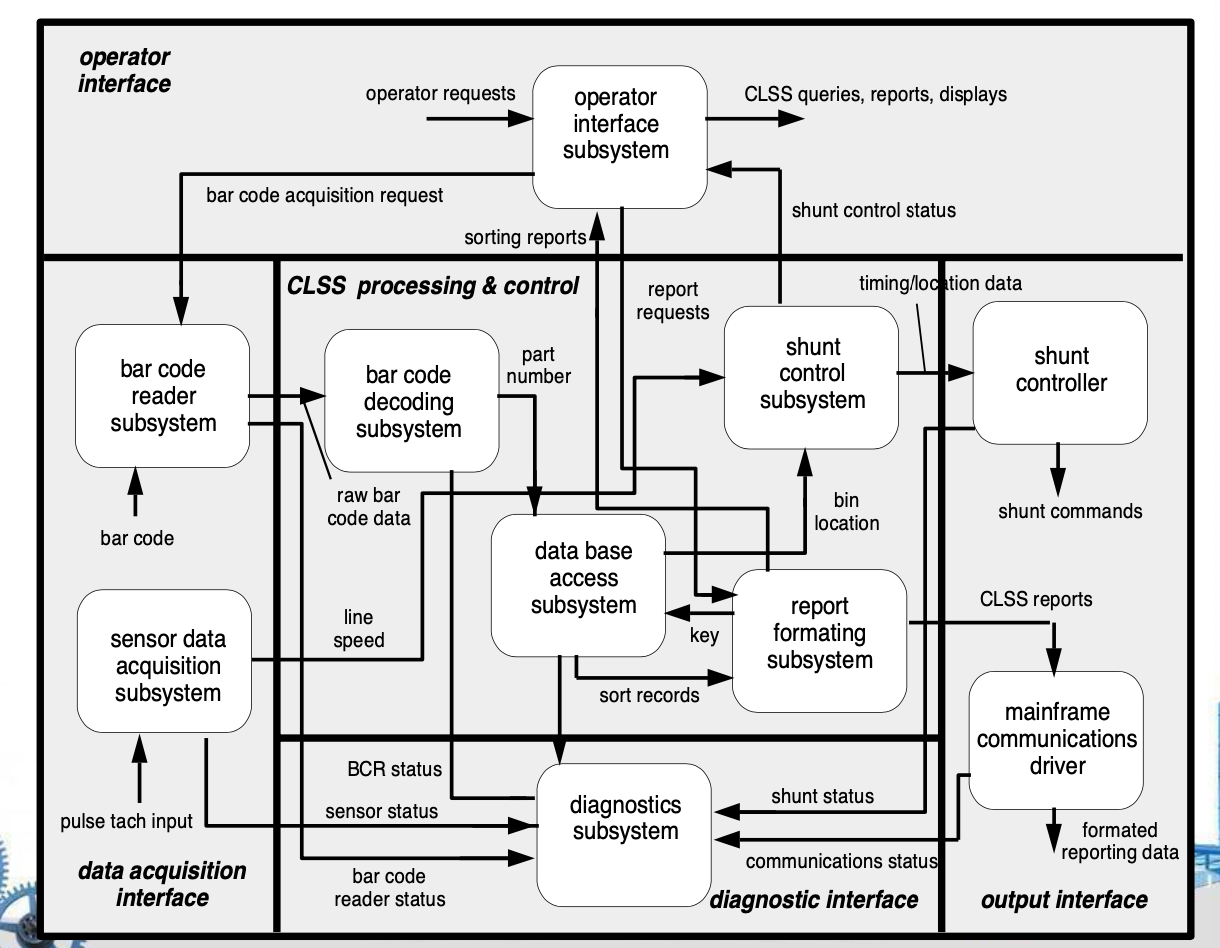 operator
interface
operator requests
operator
interface
subsystem
CLSS queries, reports, displays
bar code acquisition request
shunt control status
sorting reports
CLSS processing & control
report
requests
timing/location data
bar code
reader
subsystem
bar code
decoding
subsystem
part
number
shunt
control
subsystem
shunt
controller
raw bar
code data
bar code
bin
location
shunt commands
data base
access
subsystem
sensor data
acquisition
subsystem
line
speed
key
report
formating
subsystem
CLSS reports
sort records
mainframe
communications
driver
BCR status
sensor status
pulse tach input
diagnostics
subsystem
shunt status
communications status
formated
reporting data
bar code
reader status
data acquisition
interface
diagnostic interface
output interface